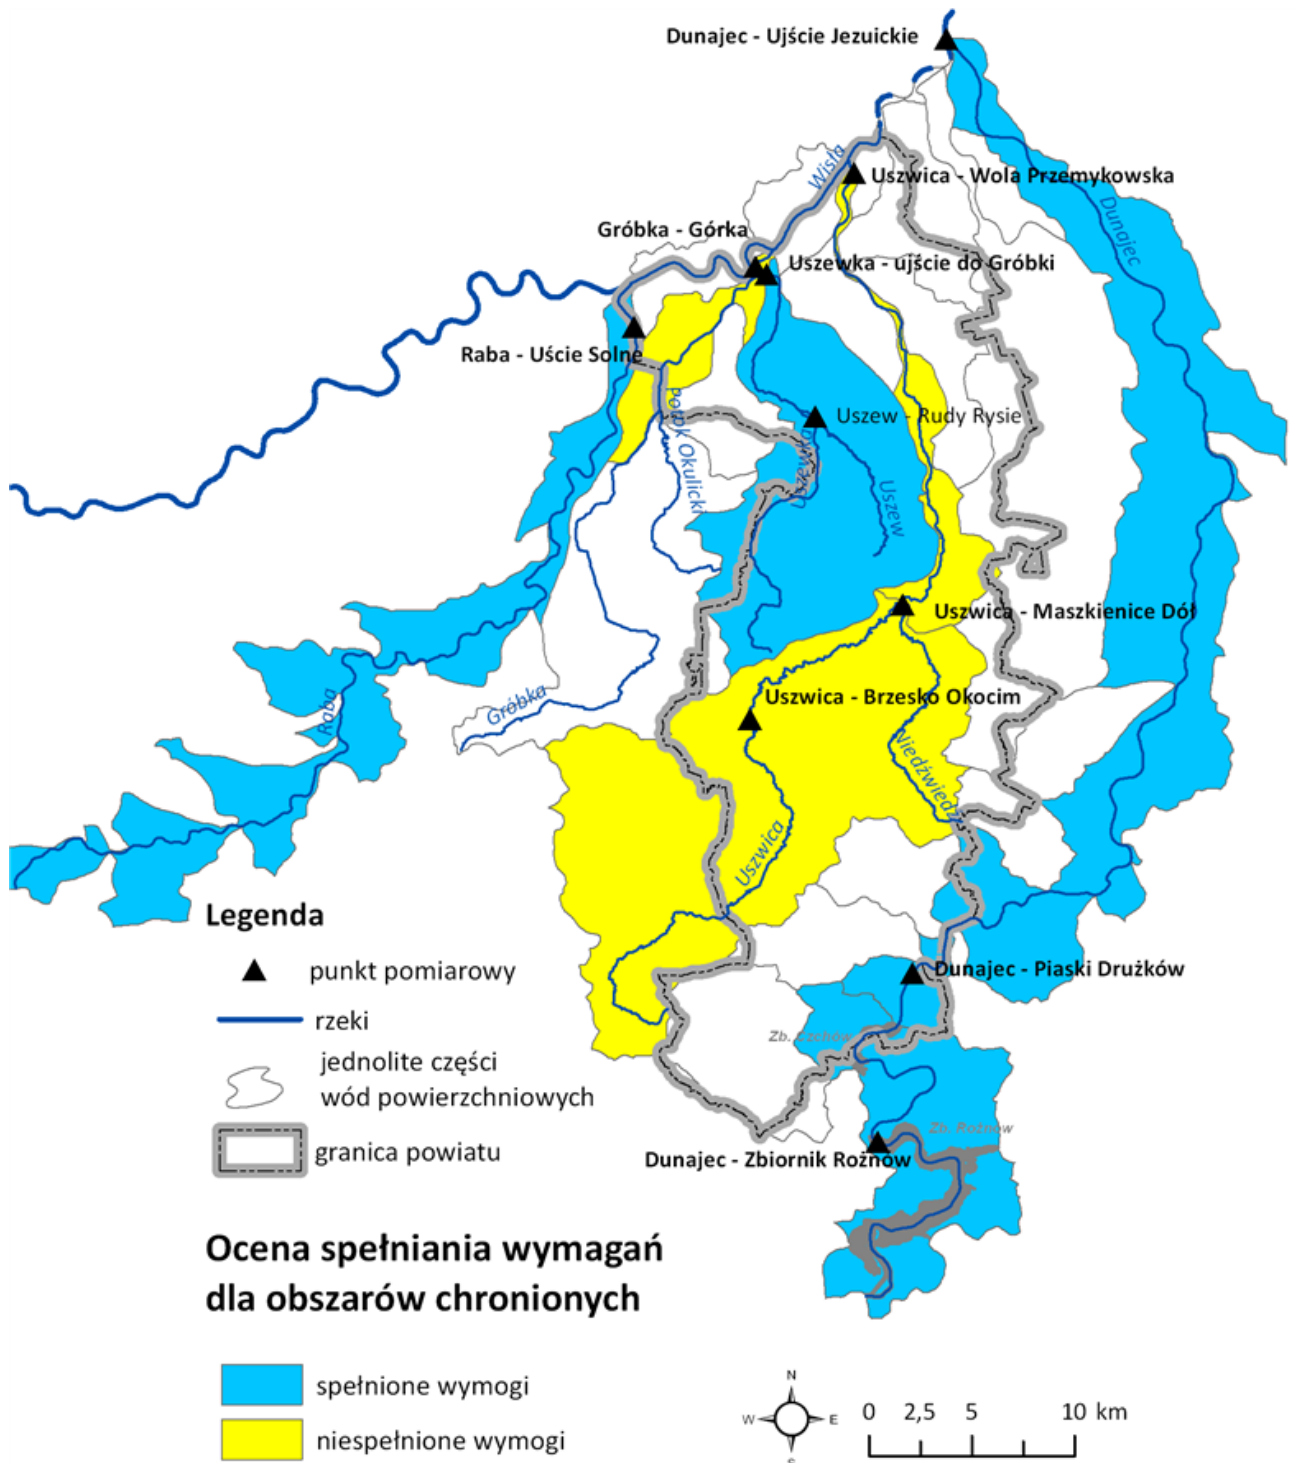 Dunajec - Ujście Jezuickie
Wisła
Uszwica - Wola Przemykowska
Dunajec
Gróbka - Górka
Uszewka - ujście do Gróbki
Raba - Uście Solne
Potok Okulicki
Uszew - Rudy Rysie
Uszewka
Uszew
Uszwica - Maszkienice Dół
Raba
Gróbka
Uszwica - Brzesko Okocim
Niedźwiedź
Uszwica
Legenda
punkt pomiarowy
Dunajec - Piaski Drużków
rzeki
Zb. Czchów
jednolite części
wód powierzchniowych
granica powiatu
Zb. Rożnów
Dunajec - Zbiornik Rożnów
Ocena spełniania wymagań
dla obszarów chronionych
spełnione wymogi
niespełnione wymogi
N
W E
S
0 2,5 5 10 km